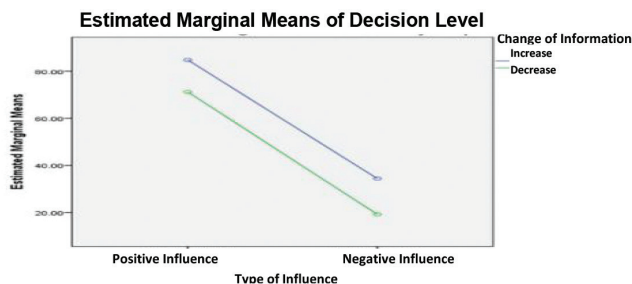 Estimated Marginal Means of Decision Level
Change of Information
Increase
Decrease
Estimated Marginal Means
80.00
60.00
40.00
20.00
Positive Influence Negative Influence
Type of Influence